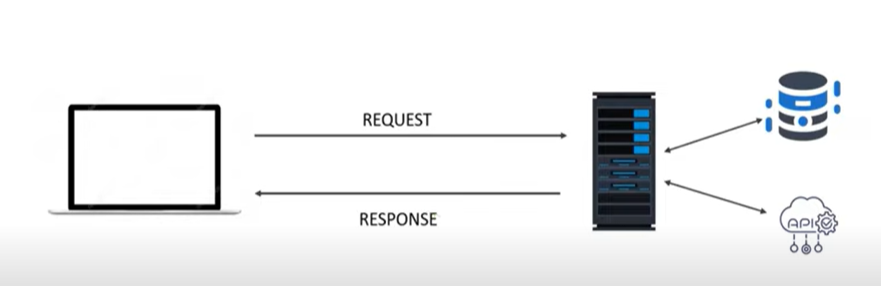 REQUEST
RESPONSE
API